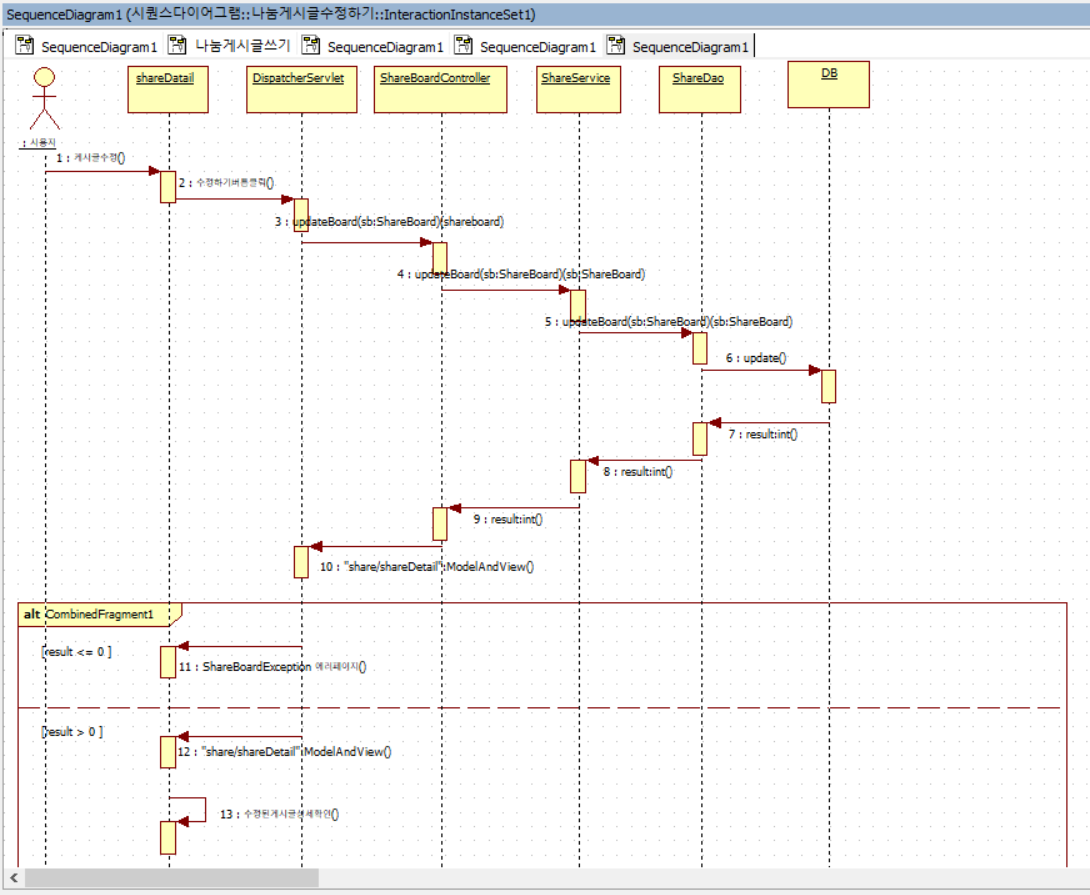 SequenceDiagram1 (시퀀스다이어그램::나눔게시글수정하기::InteractionInstanceSet1)
SequenceDiagram1 나눔게시글쓰기 SequenceDiagram1 SequenceDiagram1 SequenceDiagram1
shareDatail DispatcherServlet ShareBoardController ShareService ShareDao DB
: 사용자
1 : 게시글수정()
2 : 수정하기버튼클릭()
3 : updateBoard(sb:ShareBoard)(shareboard)
4 : updateBoard(sb:ShareBoard)(sb:ShareBoard)
5 : updateBoard(sb:ShareBoard)(sb:ShareBoard)
6 : update()
7 : result:int()
8 : result:int()
9 : result:int()
10 : "share/shareDetail":ModelAndView()
alt CombinedFragment1
[result <= 0 ]
11 : ShareBoardException 에러페이지()
[result > 0 ]
12 : "share/shareDetail":ModelAndView()
13 : 수정된게시글상세확인()